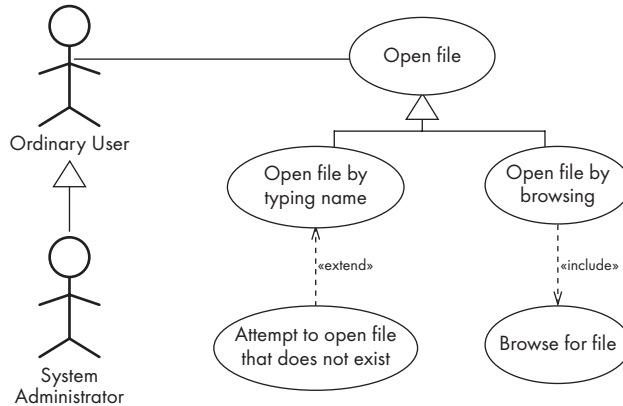 Open file
Ordinary User
Open file by
typing name
Open file by
browsing
«extend»
«include»
Attempt to open file
that does not exist
Browse for file
System
Administrator